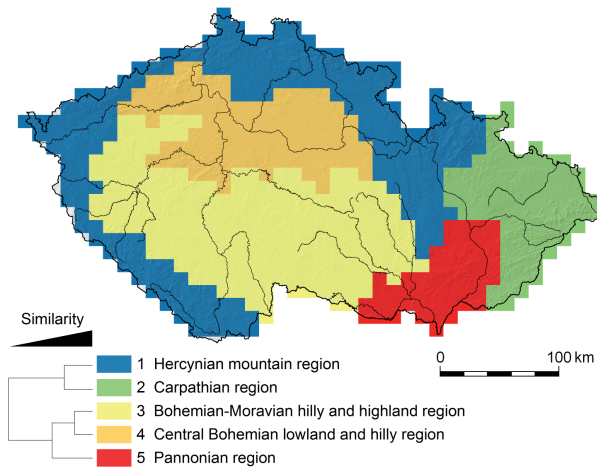 Similarity
1 Hercynian mountain region
2 Carpathian region
3 Bohemian-Moravian hilly and highland region
4 Central Bohemian lowland and hilly region
5 Pannonian region
0 100 km